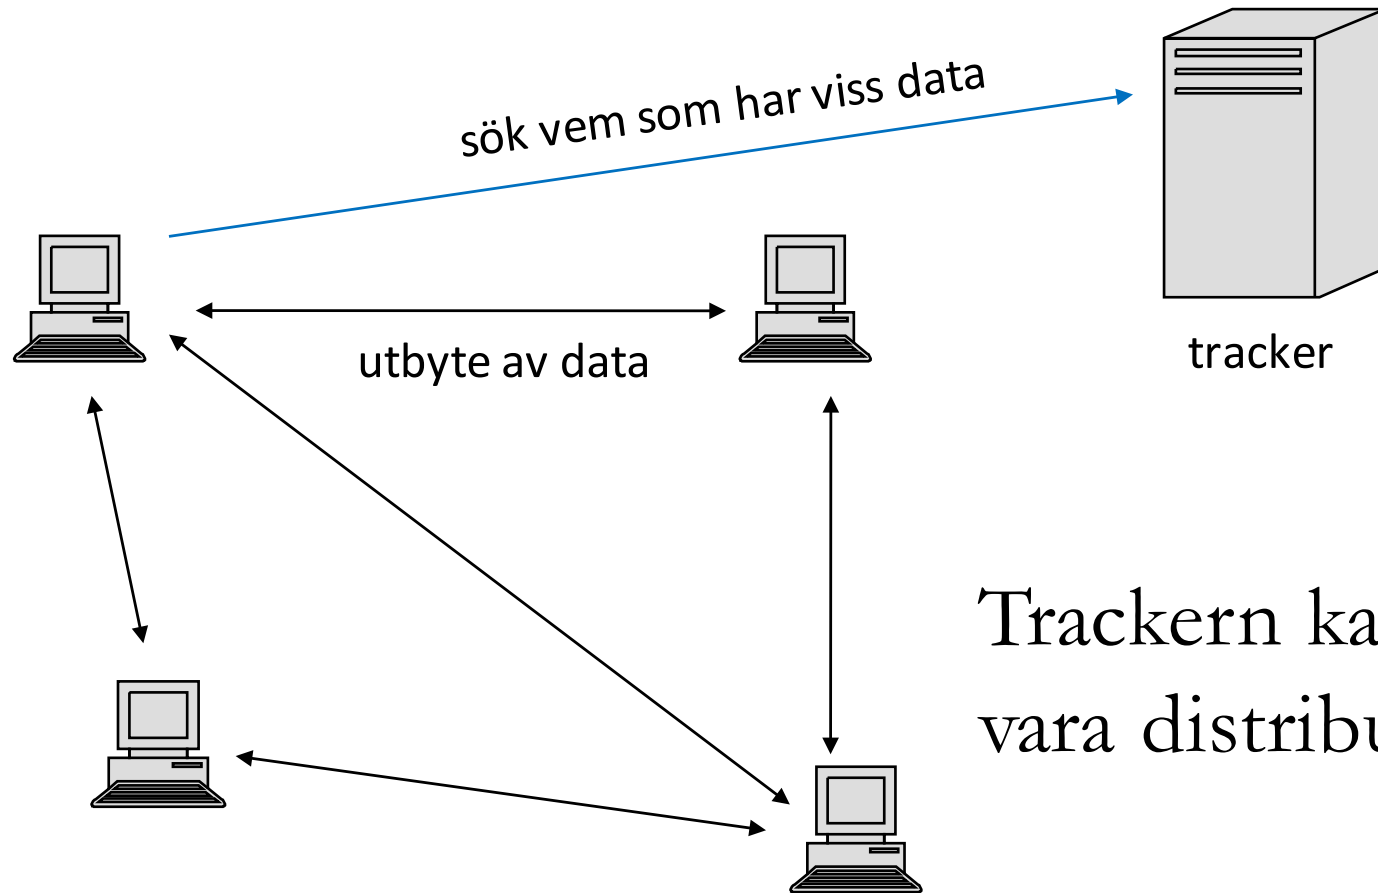 sök vem som har viss data
utbyte av data
tracker
Trackern ka
vara distribu